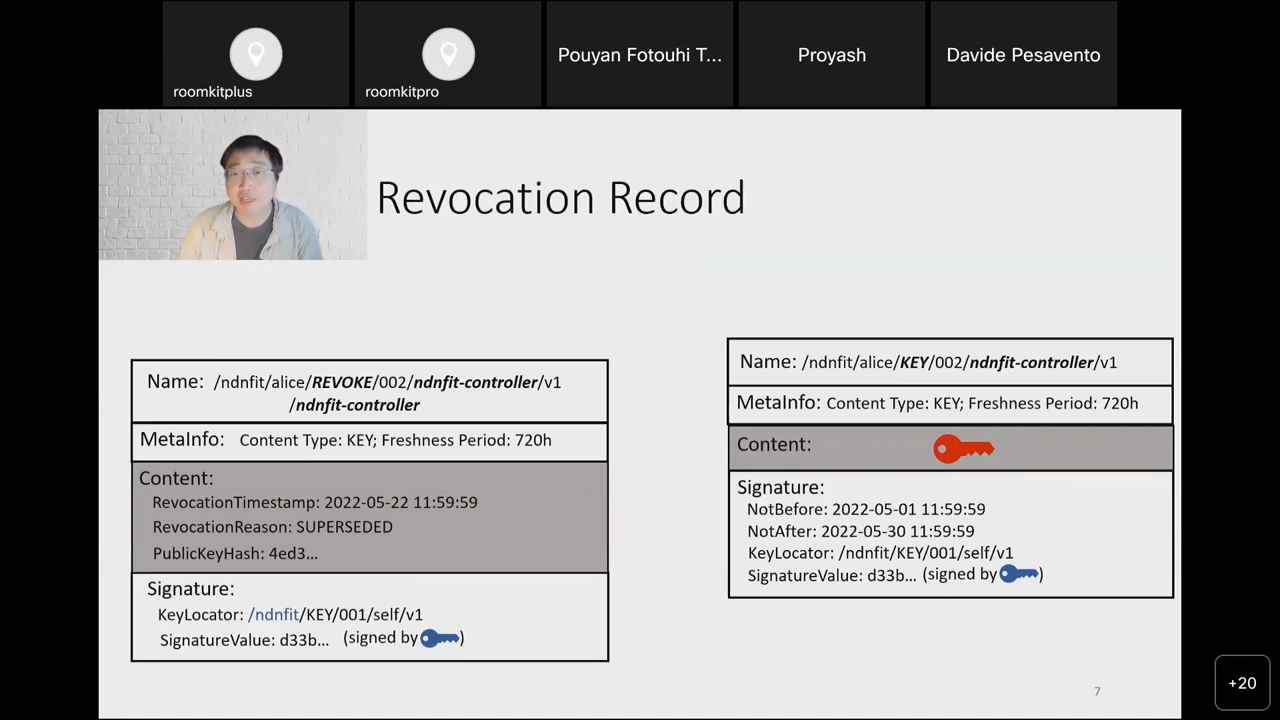 roomkitplus
roomkitpro
Pouyan Fotouhi T...
Proyash
Davide Pesavento
Revocation Record
Name: /ndnfit/alice/REVOKE/002/ndnfit-controller/v1
/ndnfit-controller
MetaInfo: Content Type: KEY; Freshness Period: 720h
Content:
RevocationTimestamp: 2022-05-22 11:59:59
RevocationReason: SUPERSEDED
PublicKeyHash: 4ed3...
Signature:
KeyLocator: /ndnfit/KEY/001/self/v1
SignatureValue: d33b... (signed by )
Name: /ndnfit/alice/KEY/002/ndnfit-controller/v1
MetaInfo: Content Type: KEY; Freshness Period: 720h
Content:
Signature:
NotBefore: 2022-05-01 11:59:59
NotAfter: 2022-05-30 11:59:59
KeyLocator: /ndnfit/KEY/001/self/v1
SignatureValue: d33b... (signed by )
7
+20